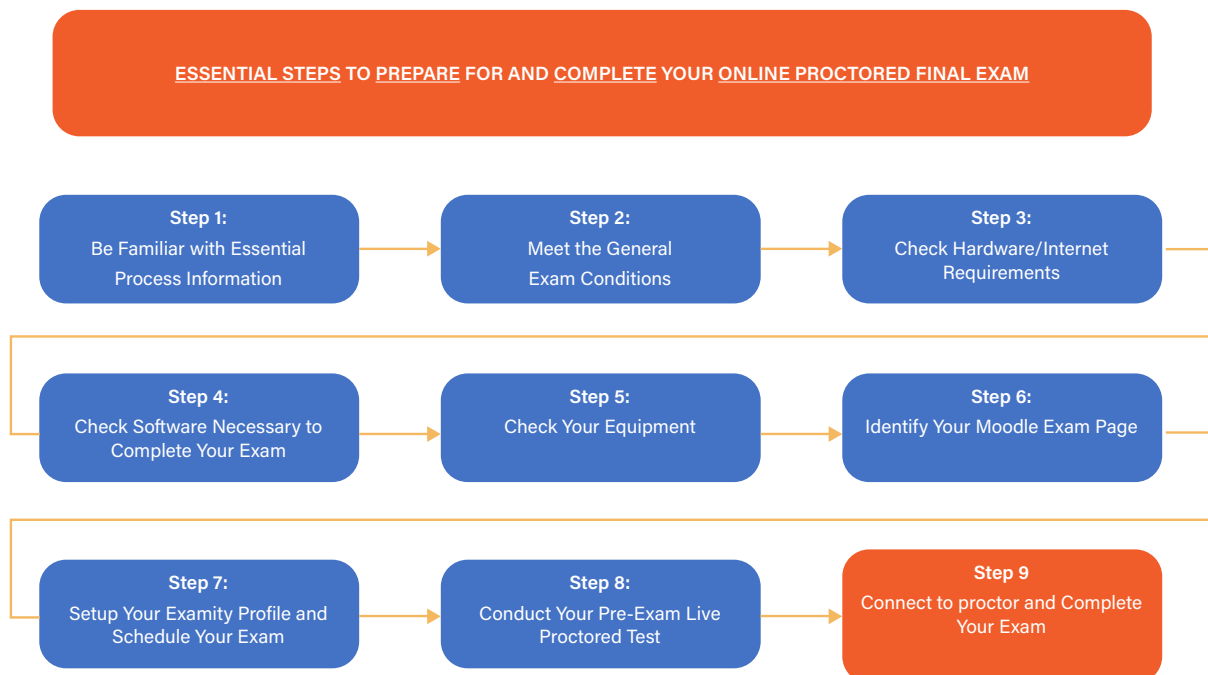 ESSENTIAL STEPS TO PREPARE FOR AND COMPLETE YOUR ONLINE PROCTORED FINAL EXAM
Step 1:
Be Familiar with Essential
Process Information
Step 2:
Meet the General
Exam Conditions
Step 3:
Check Hardware/Internet
Requirements
Step 4:
Check Software Necessary to
Complete Your Exam
Step 5:
Check Your Equipment
Step 6:
Identify Your Moodle Exam Page
Step 7:
Setup Your Examity Profile and
Schedule Your Exam
Step 8:
Conduct Your Pre-Exam Live
Proctored Test
Step 9
Connect to proctor and Complete
Your Exam